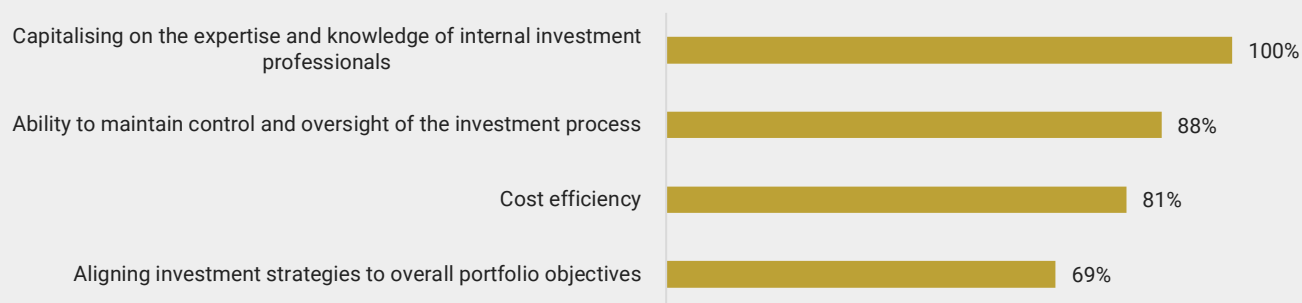 Capitalising on the expertise and knowledge of internal investment
professionals
100%
Ability to maintain control and oversight of the investment process
88%
Cost efficiency
81%
Aligning investment strategies to overall portfolio objectives
69%